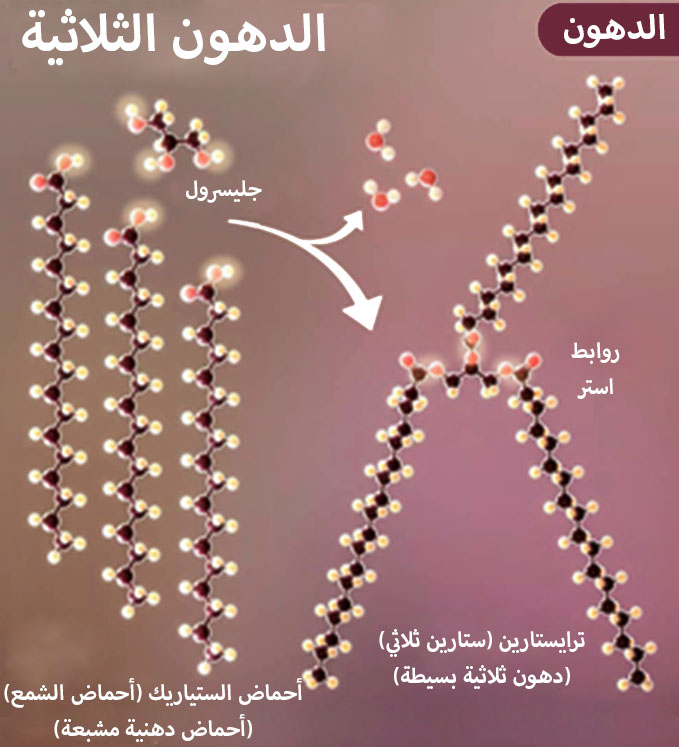 الدهون
الدهون الثلاثية
جليسرول
روابط
استر
ترايستارين (ستارين ثلاثي)
(دهون ثلاثية بسيطة)
أحماض الستياريك (أحماض الشمع)
(أحماض دهنية مشبعة)